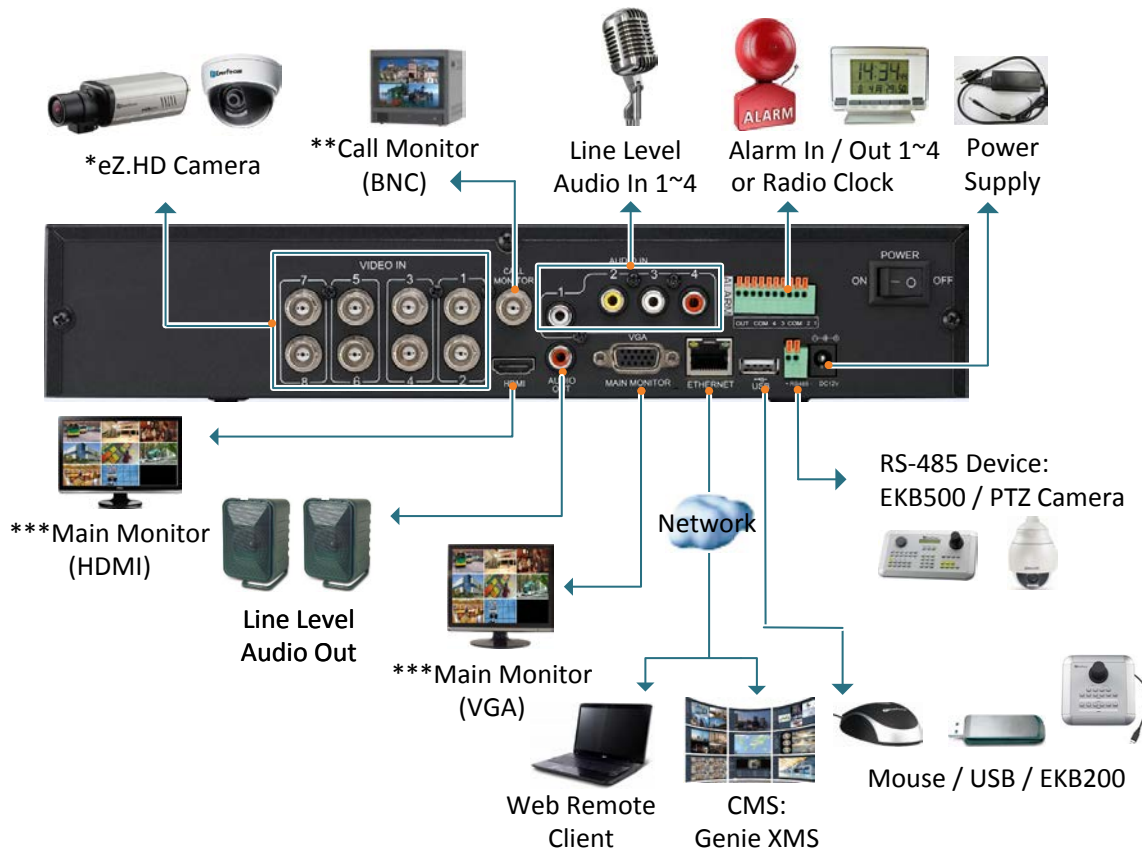 EverFocus
ALARM
14:34
*eZ.HD Camera
**Call Monitor
(BNC)
Line Level
Audio In 1~4
Alarm In / Out 1~4
or Radio Clock
Power
Supply
VIDEO IN
7
5
3
1
8
6
4
2
CALL
MONITOR
AUDIO IN
1
2
3
4
ALARM
OUT COM 4 3 COM 2 1
POWER
ON
OFF
HDMI
AUDIO
OUT
VGA
MAIN MONITOR
ETHERNET
USB
+ RS485 -
DC12V
***Main Monitor
(HDMI)
Line Level
Audio Out
***Main Monitor
(VGA)
Network
RS-485 Device:
EKB500 / PTZ Camera
Web Remote
Client
CMS:
Genie XMS
Mouse / USB / EKB200